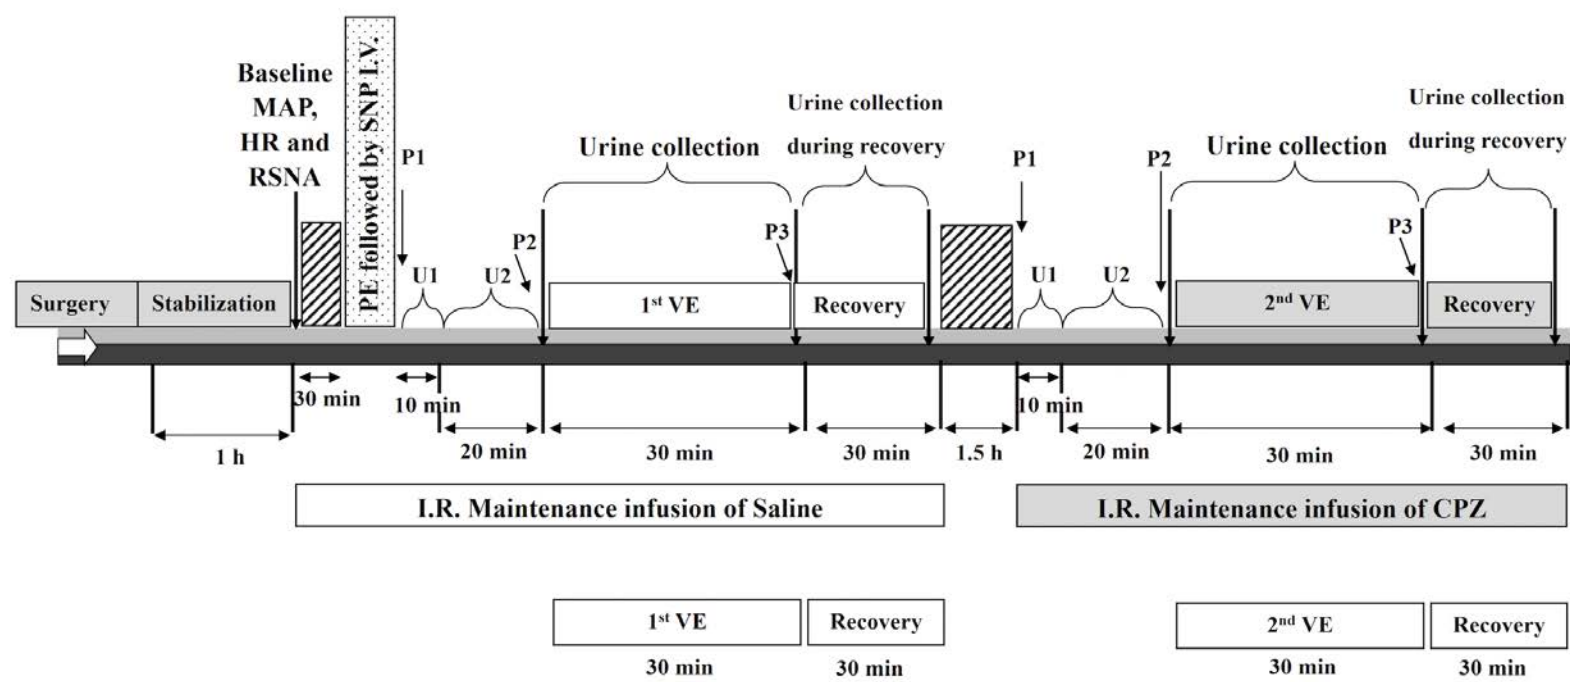 Baseline
MAP,
HR and
RSNA
PE followed by SNP I.V.
P1
U1
U2
P2
Urine collection
P3
Urine collection
during recovery
P1
U1
U2
P2
Urine collection
P3
Urine collection
during recovery
Surgery
Stabilization
1st VE
Recovery
2nd VE
Recovery
30 min
10 min
10 min
1 h
20 min
30 min
30 min
1.5 h
20 min
30 min
30 min
I.R. Maintenance infusion of Saline
I.R. Maintenance infusion of CPZ
1st VE
Recovery
2nd VE
Recovery
30 min
30 min
30 min
30 min